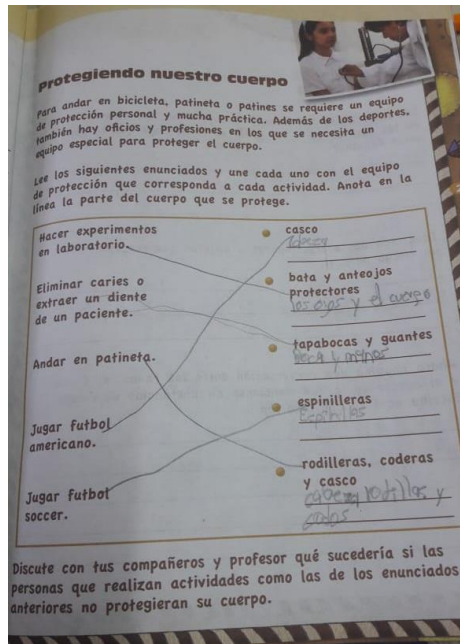 Protegiendo nuestro cuerpo
Para andar en bicicleta, patineta o patines se requiere un equipo
de protección personal y mucha práctica. Además de los deportes,
también hay oficios y profesiones en los que se necesita un
equipo especial para proteger el cuerpo.
Lee los siguientes enunciados y une cada uno con el equipo
de protección que corresponda a cada actividad. Anota en la
línea la parte del cuerpo que se protege.
Hacer experimentos
en laboratorio.
Eliminar caries o
extraer un diente
de un paciente.
Andar en patineta.
Jugar futbol
americano.
Jugar futbol
soccer.
casco
bata y anteojos
protectores
los ojos y el cuerpo
tapabocas y guantes
y manos
espinilleras
Espinillas
rodilleras, coderas
y casco
cabeza rodillas y
codos
Discute con tus compañeros y profesor qué sucedería si las
personas que realizan actividades como las de los enunciados
anteriores no protegieran su cuerpo.